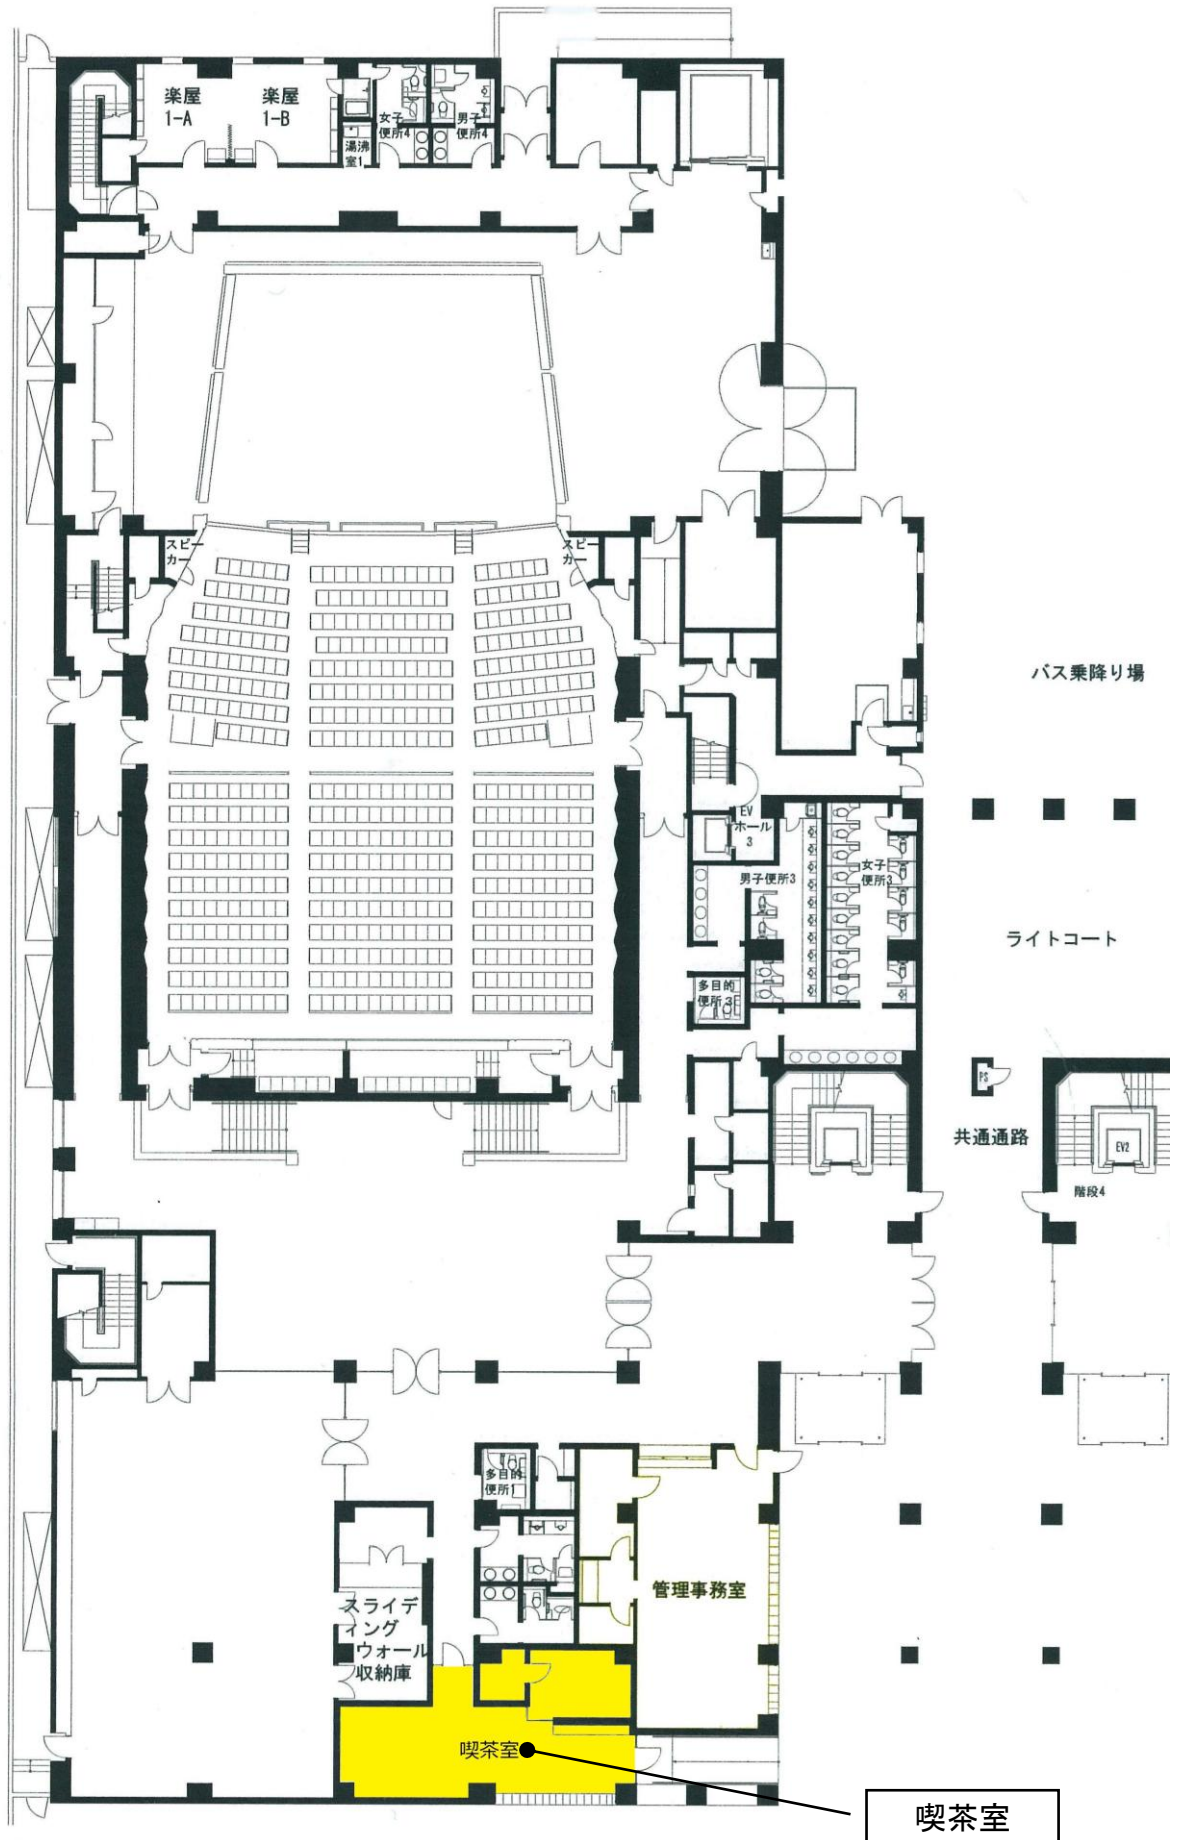 楽屋
1-A
楽屋
1-B
女子
便所4
男子
便所4
湯沸
室1
スピー
カー
スピー
カー
バス乗降り場
EV
ホール
3
男子便所3
女子
便所3
ライトコート
多目的
便所3
PS
共通通路
EV2
階段4
多目的
便所1
管理事務室
スライデ
ィング
ウォール
収納庫
喫茶室
喫茶室